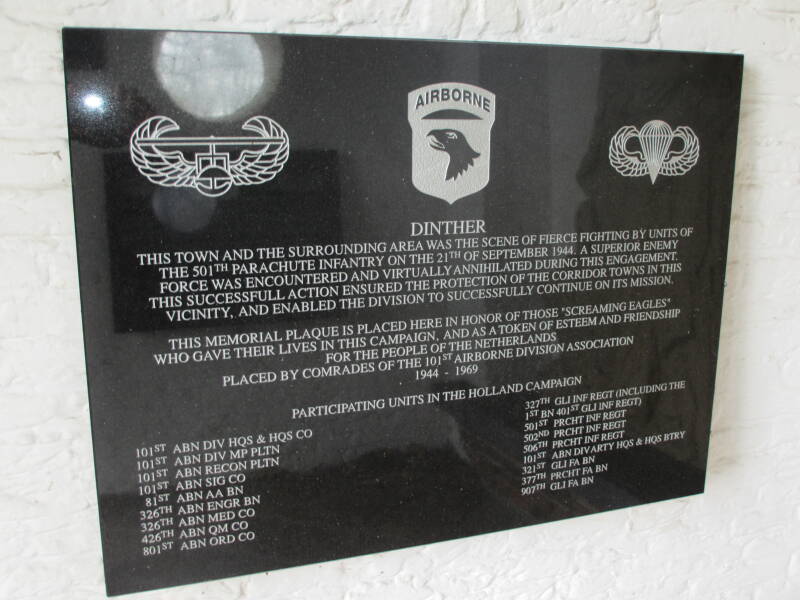 AIRBORNE
DINTHER
THIS TOWN AND THE SURROUNDING AREA WAS THE SCENE OF FIERCE FIGHTING BY UNITS OF
THE 501TH PARACHUTE INFANTRY ON THE 21TH OF SEPTEMBER 1944. A SUPERIOR ENEMY
FORCE WAS ENCOUNTERED AND VIRTUALLY ANNIHILATED DURING THIS ENGAGEMENT.
THIS SUCCESSFULL ACTION ENSURED THE PROTECTION OF THE CORRIDOR TOWNS IN THIS
VICINITY, AND ENABLED THE DIVISION TO SUCCESSFULLY CONTINUE ON ITS MISSION.
THIS MEMORIAL PLAQUE IS PLACED HERE IN HONOR OF THOSE "SCREAMING EAGLES"
WHO GAVE THEIR LIVES IN THIS CAMPAIGN, AND AS A TOKEN OF ESTEEM AND FRIENDSHIP
FOR THE PEOPLE OF THE NETHERLANDS
PLACED BY COMRADES OF THE 101ST AIRBORNE DIVISION ASSOCIATION
1944 - 1969
PARTICIPATING UNITS IN THE HOLLAND CAMPAIGN
101ST ABN DIV HQS & HQS CO
101ST ABN DIV MP PLTN
101ST ABN RECON PLTN
101ST ABN SIG CO
81ST ABN AA BN
326TH ABN ENGR BN
326TH ABN MED CO
426TH ABN QM CO
801ST ABN ORD CO
327TH GLI INF REGT (INCLUDING THE
1ST BN 401ST GLI INF REGT)
501ST PRCHT INF REGT
502ND PRCHT INF REGT
506TH PRCHT INF REGT
101ST ABN DIVARTY HQS & HQS BTRY
321ST GLI FA BN
377TH PRCHT FA BN
907TH GLI FA BN